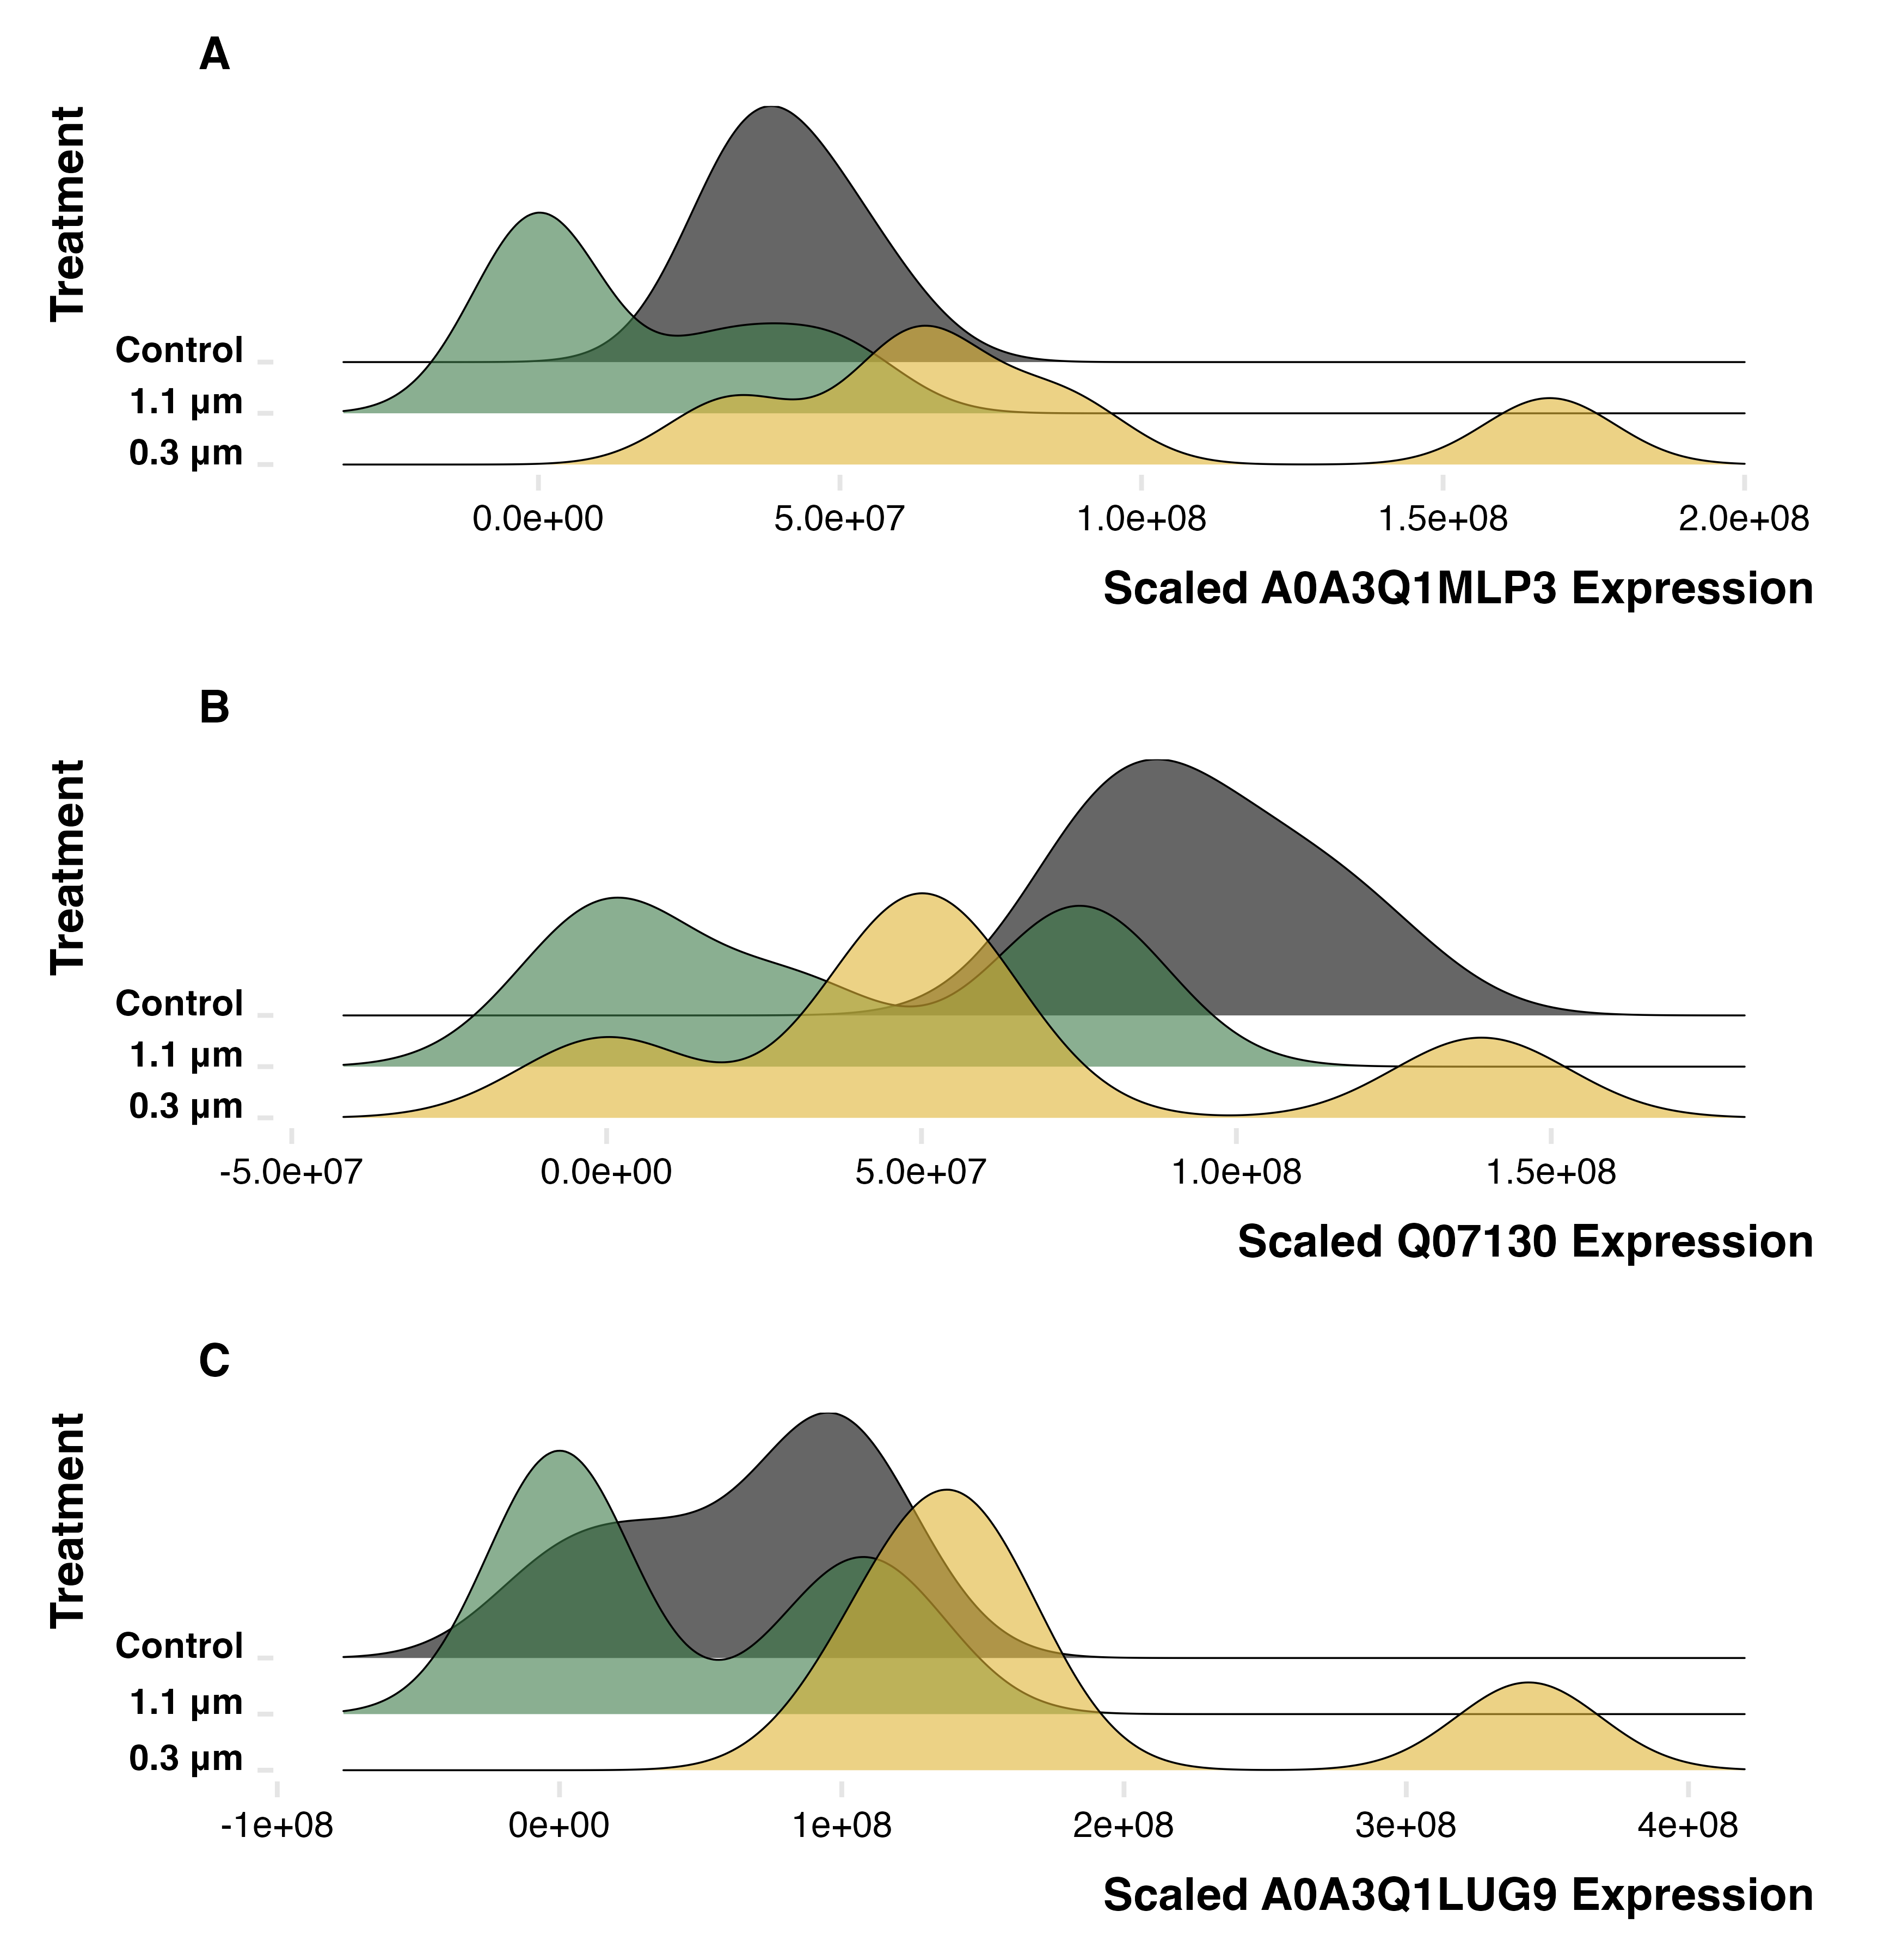 A
Treatment
Control
1.1 µm
0.3 µm
0.0e+00 5.0e+07 1.0e+08 1.5e+08 2.0e+08
Scaled A0A3Q1MLP3 Expression
B
Treatment
Control
1.1 µm
0.3 µm
-5.0e+07 0.0e+00 5.0e+07 1.0e+08 1.5e+08
Scaled Q07130 Expression
C
Treatment
Control
1.1 µm
0.3 µm
-1e+08 0e+00 1e+08 2e+08 3e+08 4e+08
Scaled A0A3Q1LUG9 Expression